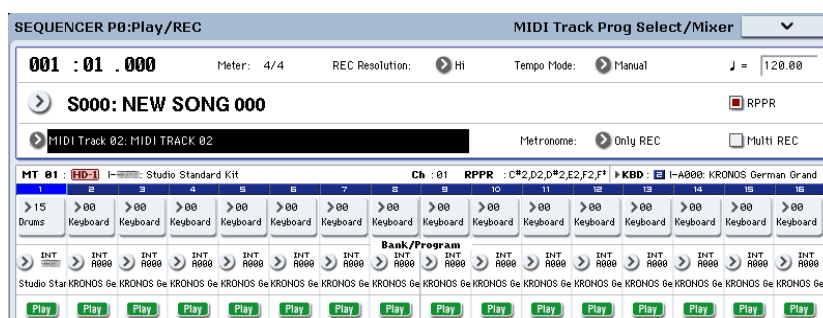 SEQUENCER P0:Play/REC MIDI Track Prog Select/Mixer
001 :01 .000 Meter: 4/4 REC Resolution: Hi Tempo Mode: Manual ♩ = 120.00
S000: NEW SONG 000 RPPR
MIDI Track 02: MIDI TRACK 02 Metronome: Only REC Multi REC
MT 01 : HD-1 I- : Studio Standard Kit Ch :01 RPPR :C#2,D2,D#2,E2,F2,F# KBD: 2 I-A000: KRONOS German Grand
1 2 3 4 5 6 7 8 9 10 11 12 13 14 15 16
15 00 00 00 00 00 00 00 00 00 00 00 00 00 00 00
Drums Keyboard Keyboard Keyboard Keyboard Keyboard Keyboard Keyboard Keyboard Keyboard Keyboard Keyboard Keyboard Keyboard Keyboard Keyboard
Bank/Program
INT INT INT INT INT INT INT INT INT INT INT INT INT INT INT INT
A000 A000 A000 A000 A000 A000 A000 A000 A000 A000 A000 A000 A000 A000 A000
Studio Star KRONOS Ge KRONOS Ge KRONOS Ge KRONOS Ge KRONOS Ge KRONOS Ge KRONOS Ge KRONOS Ge KRONOS Ge KRONOS Ge KRONOS Ge KRONOS Ge KRONOS Ge KRONOS Ge KRONOS Ge
Play Play Play Play Play Play Play Play Play Play Play Play Play Play Play Play